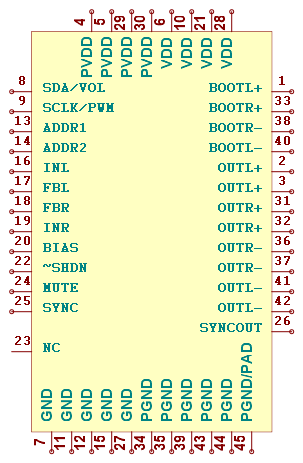 4 5 29 30 6 10 21 28
PVDD PVDD PVDD PVDD VDD VDD VDD VDD
8 SDA/VOL BOOTL+ 1
9 SCLK/PWM BOOTR+ 33
13 ADDR1 BOOTR- 38
14 ADDR2 BOOTL- 40
16 INL OUTL+ 2
17 FBL OUTL+ 3
18 FBR OUTR+ 31
19 INR OUTR+ 32
20 BIAS OUTR- 36
22 ~SHDN OUTR- 37
24 MUTE OUTL- 41
25 SYNC OUTL- 42
SYNCOUT 26
23 NC
GND GND GND GND GND PGND PGND PGND PGND PGND PGND/PAD
7 11 12 15 27 34 35 39 43 44 45